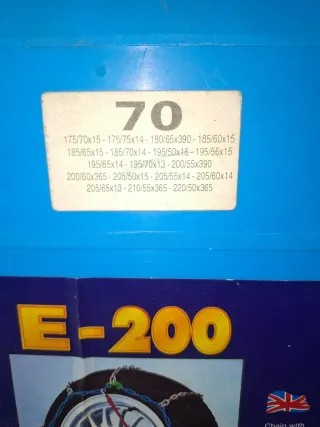 70
175/70x15 - 175/75x14 - 180/65x390 - 185/60x15
185/65x15 - 185/70x14 - 195/50x16 - 195/55x15
195/65x14 - 195/70x13 - 200/55x390
200/60x365 - 205/50x15 - 205/55x14 - 205/60x14
205/65x13 - 210/55x365 - 220/50x365
E-200
Chain with